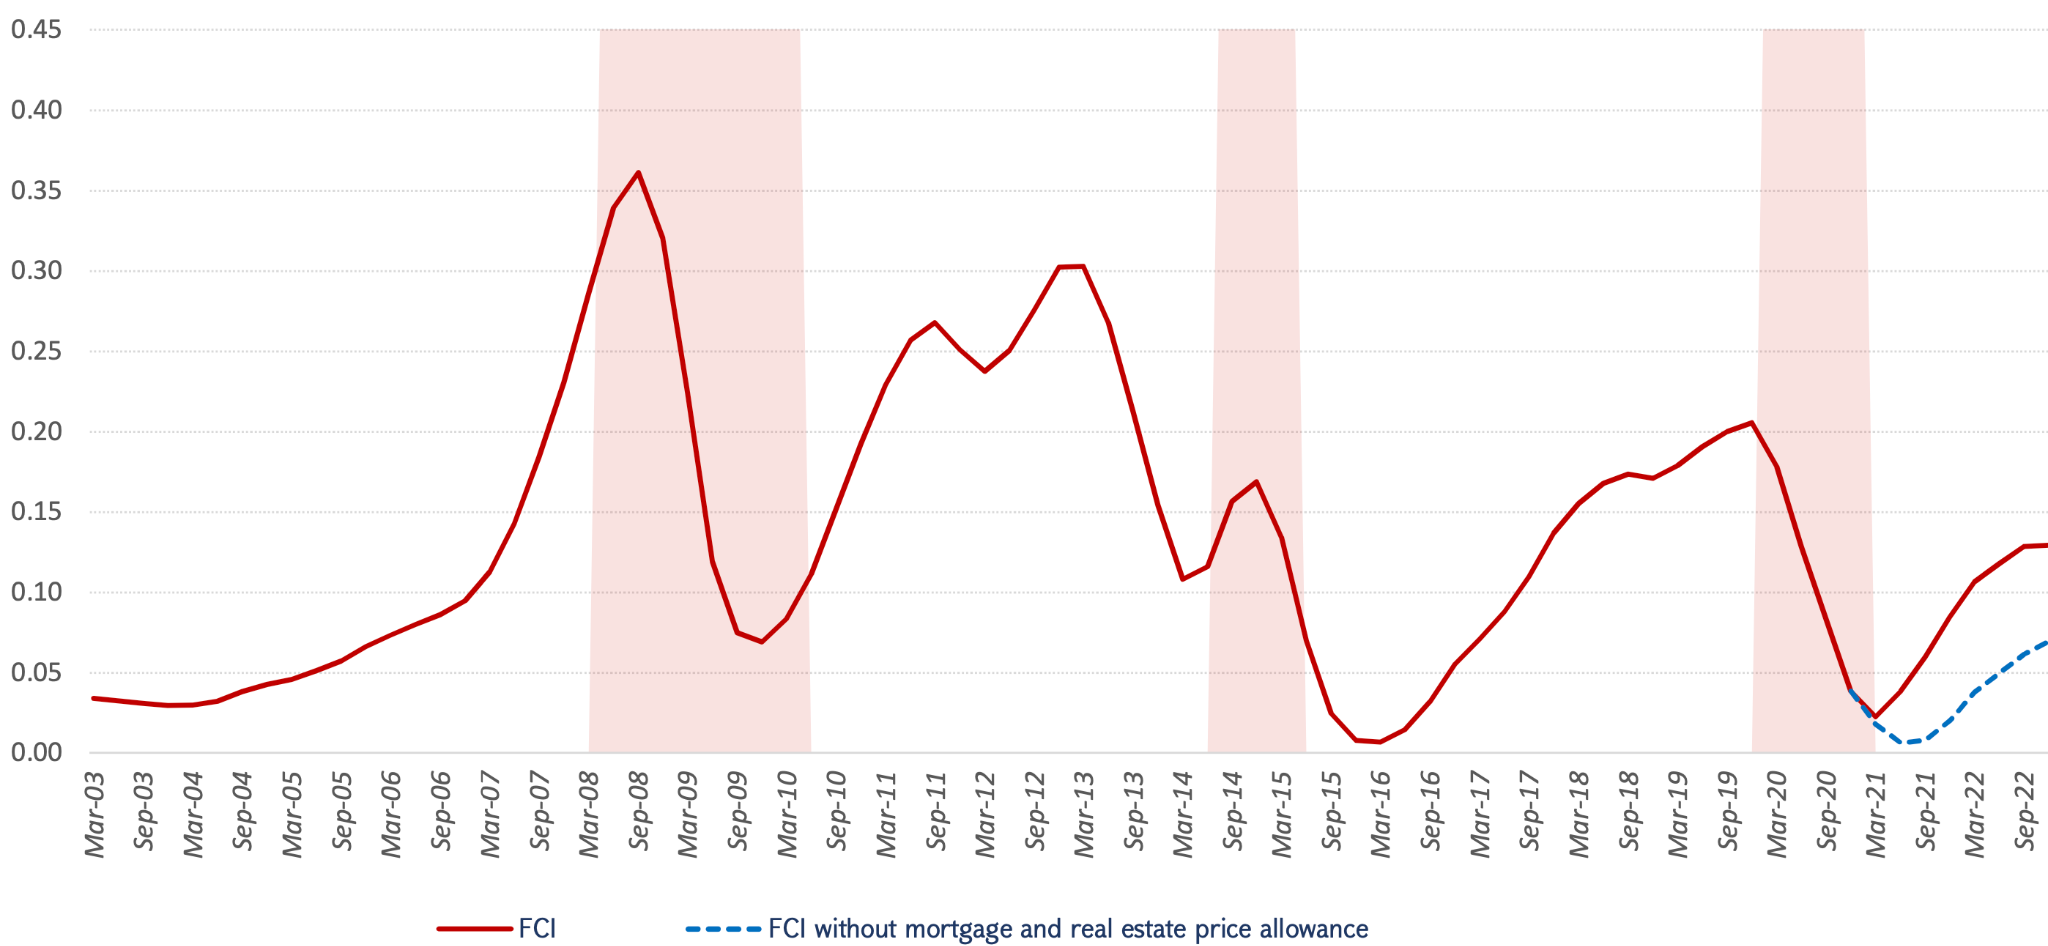 0.45
0.40
0.35
0.30
0.25
0.20
0.15
0.10
0.05
0.00
Mar-03
Sep-03
Mar-04
Sep-04
Mar-05
Sep-05
Mar-06
Sep-06
Mar-07
Sep-07
Mar-08
Sep-08
Mar-09
Sep-09
Mar-10
Sep-10
Mar-11
Sep-11
Mar-12
Sep-12
Mar-13
Sep-13
Mar-14
Sep-14
Mar-15
Sep-15
Mar-16
Sep-16
Mar-17
Sep-17
Mar-18
Sep-18
Mar-19
Sep-19
Mar-20
Sep-20
Mar-21
Sep-21
Mar-22
Sep-22
FCI
FCI without mortgage and real estate price allowance